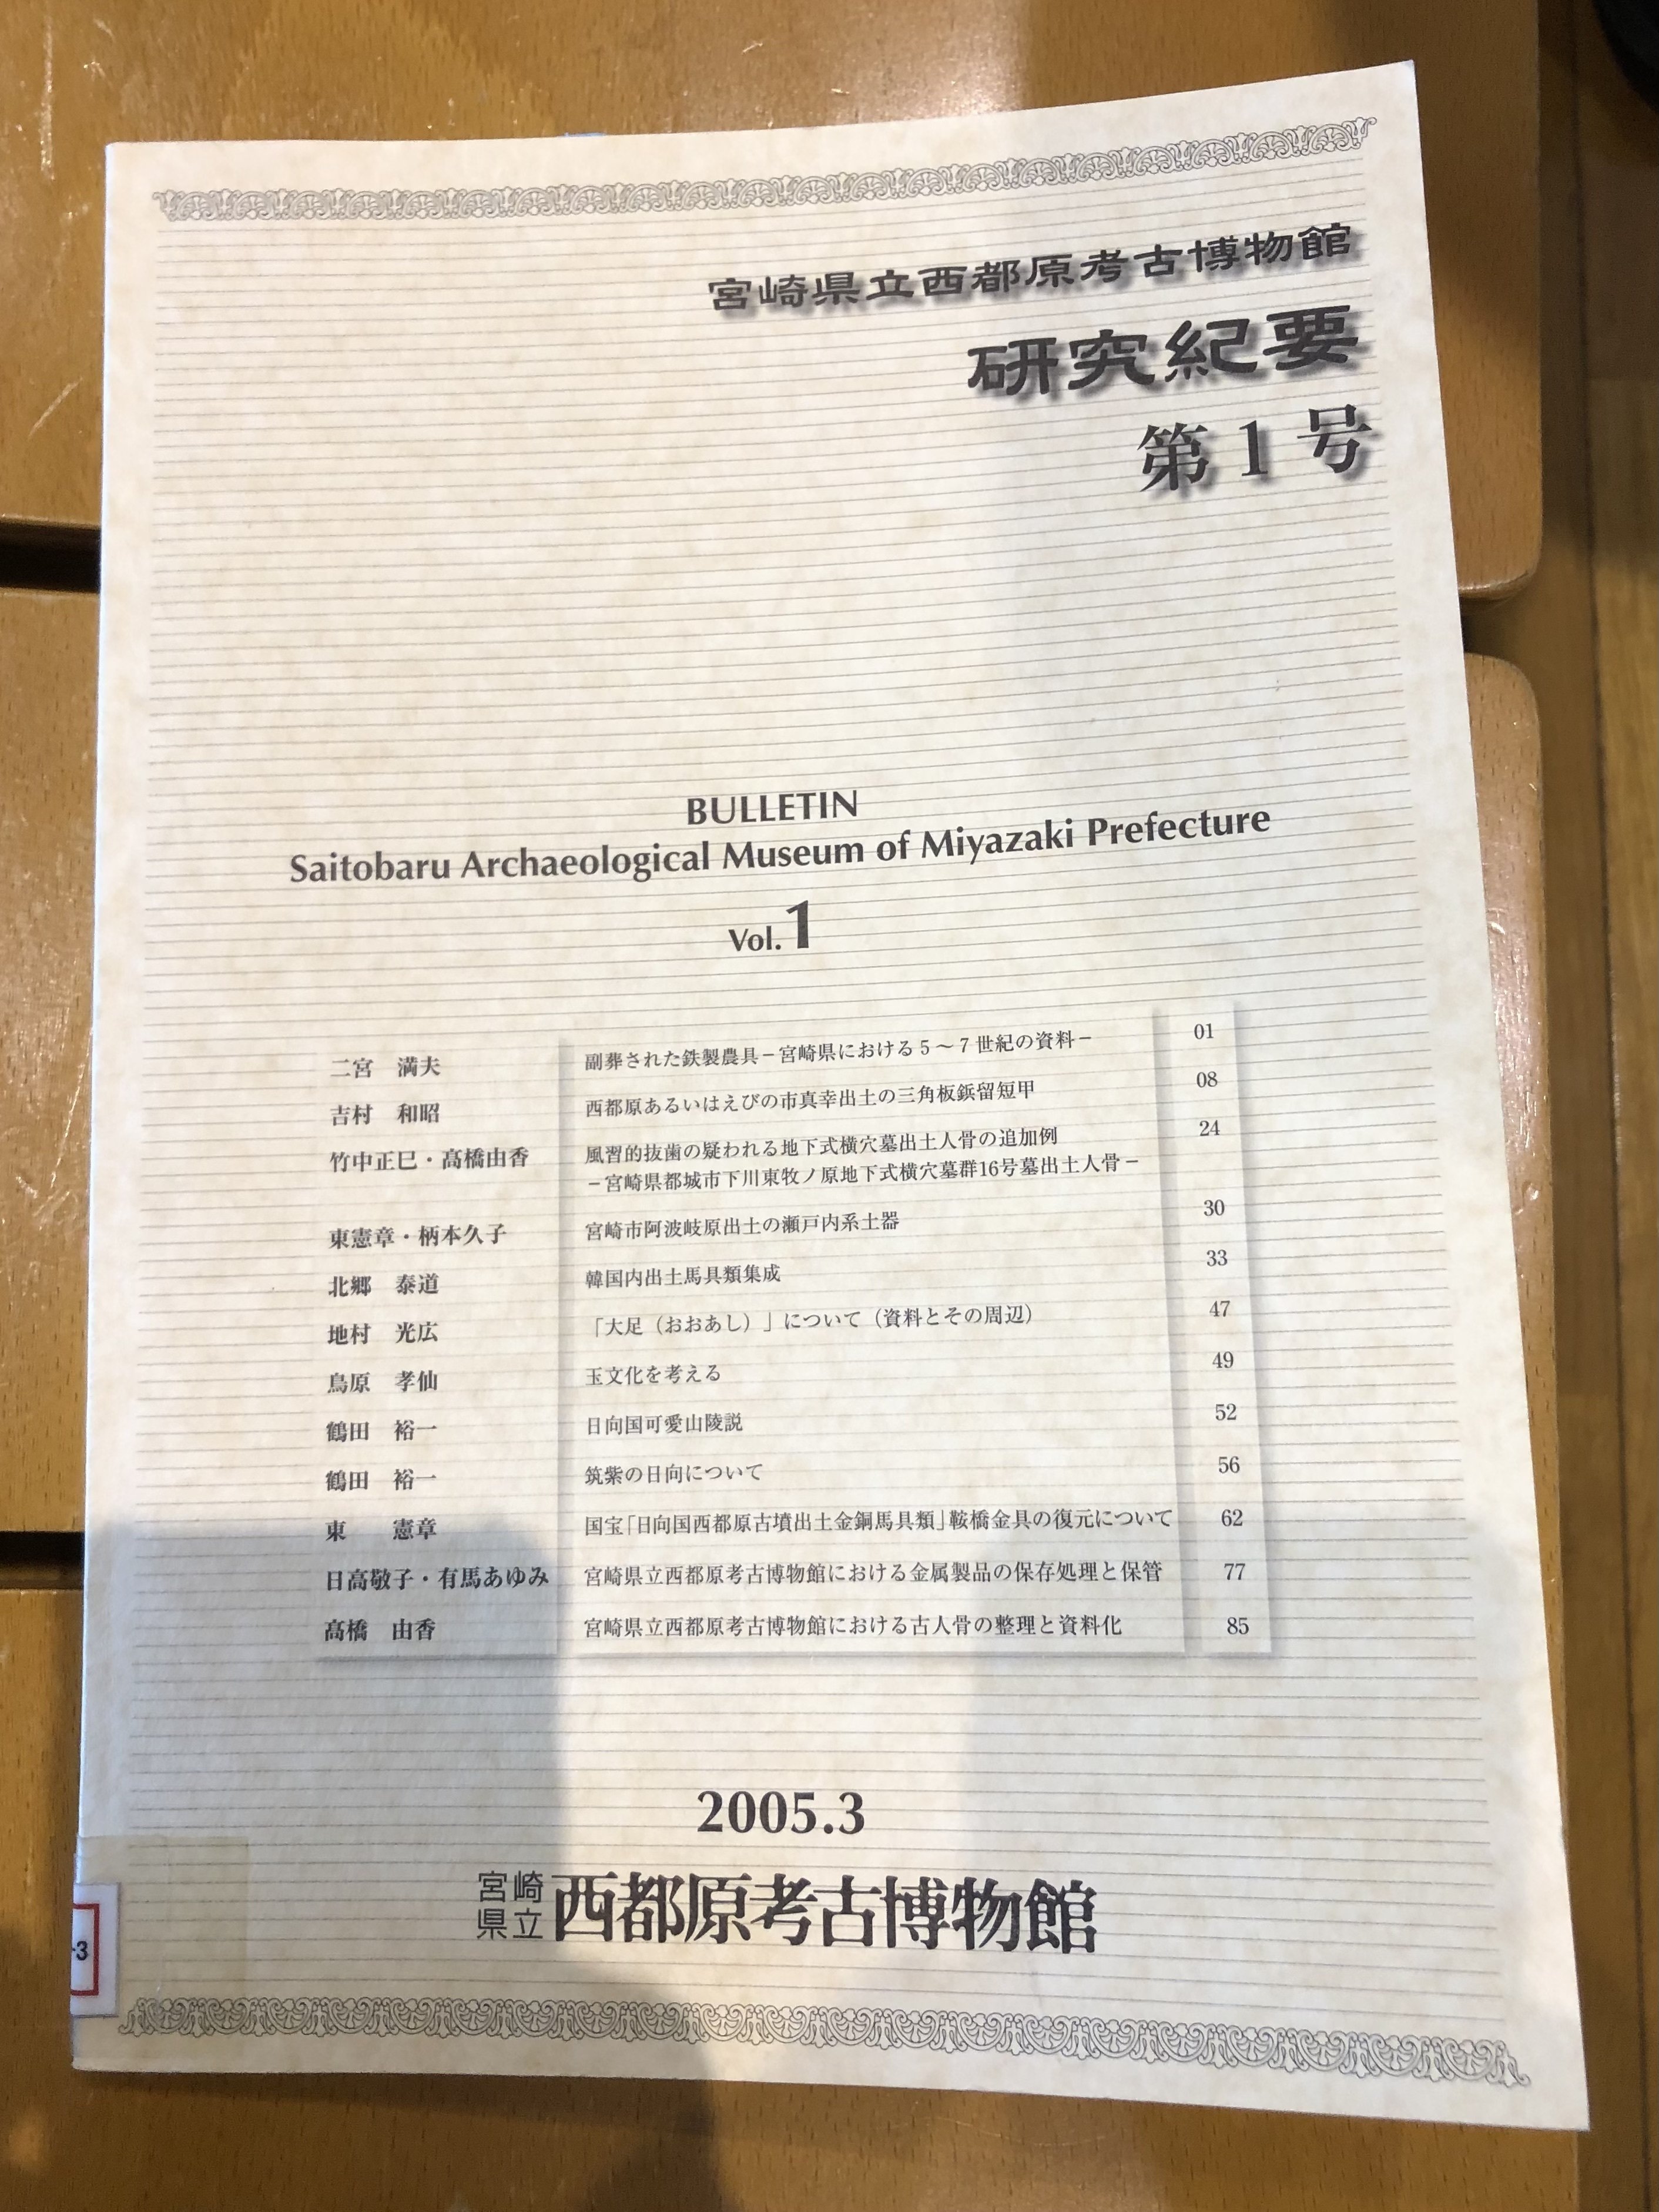 宮崎県立西都原考古博物館
研究紀要
第1号
BULLETIN
Saitobaru Archaeological Museum of Miyazaki Prefecture
Vol.1
二宮　満夫　副葬された鉄製農具－宮崎県における5～7世紀の資料－　01
吉村　和昭　西都原あるいはえびの市真幸出土の三角板鋲留短甲　08
竹中正巳・高橋由香　風習的抜歯の疑われる地下式横穴墓出土人骨の追加例　24
－宮崎県都城市下川東牧ノ原地下式横穴墓群16号墓出土人骨－
東憲章・柄本久子　宮崎市阿波岐原出土の瀬戸内系土器　30
北郷　泰道　韓国内出土馬具類集成　33
地村　光広　「大足（おおあし）」について（資料とその周辺）　47
鳥原　孝仙　玉文化を考える　49
鶴田　裕一　日向国可愛山陵説　52
鶴田　裕一　筑紫の日向について　56
東　憲章　国宝「日向国西都原古墳出土金銅馬具類」鞍橋金具の復元について　62
日高敬子・有馬あゆみ　宮崎県立西都原考古博物館における金属製品の保存処理と保管　77
高橋　由香　宮崎県立西都原考古博物館における古人骨の整理と資料化　85
2005.3
宮崎県立西都原考古博物館
-3